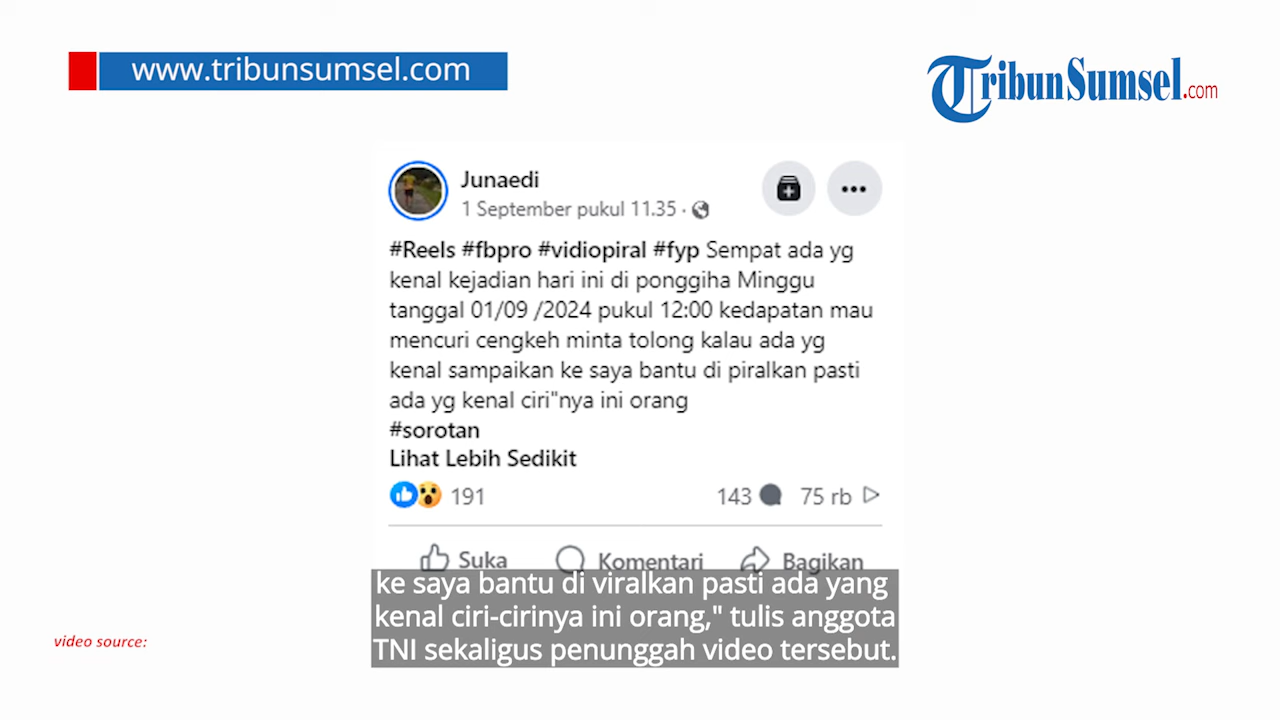 www.tribunsumsel.com
TribunSumsel.com
Junaedi
1 September pukul 11.35 ·
#Reels #fbpro #vidiopiral #fyp Sempat ada yg
kenal kejadian hari ini di ponggiha Minggu
tanggal 01/09 /2024 pukul 12:00 kedapatan mau
mencuri cengkeh minta tolong kalau ada yg
kenal sampaikan ke saya bantu di piralkan pasti
ada yg kenal ciri"nya ini orang
#sorotan
Lihat Lebih Sedikit
191 143 75 rb
Suka Komentari Bagikan
ke saya bantu di viralkan pasti ada yang
kenal ciri-cirinya ini orang," tulis anggota
TNI sekaligus penunggah video tersebut.
video source: